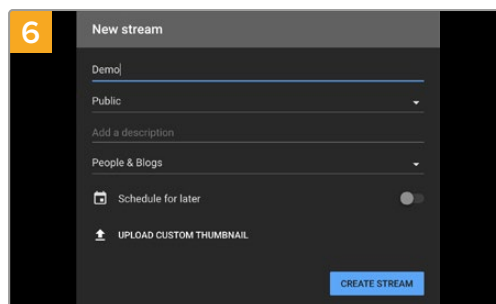 6
New stream
Demo
Public
Add a description
People & Blogs
Schedule for later
UPLOAD CUSTOM THUMBNAIL
CREATE STREAM